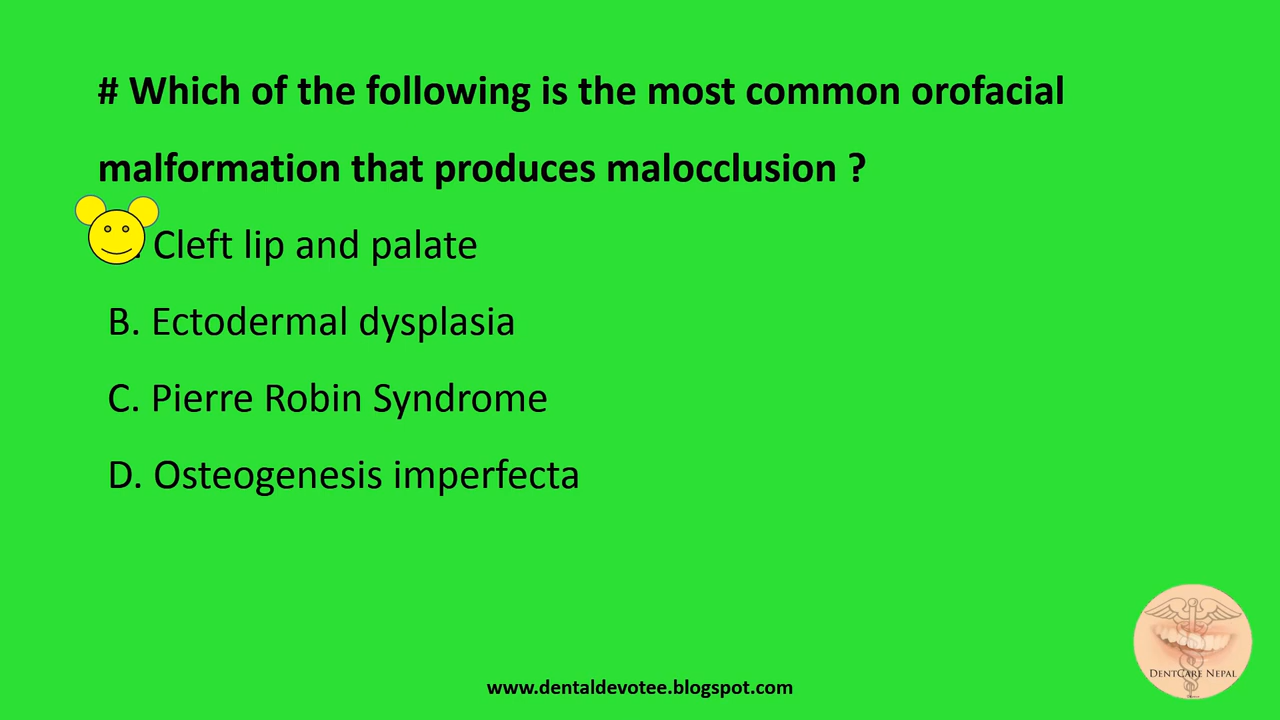 # Which of the following is the most common orofacial
malformation that produces malocclusion ?
. Cleft lip and palate
B. Ectodermal dysplasia
C. Pierre Robin Syndrome
D. Osteogenesis imperfecta
DentCare Nepal
www.dentaldevotee.blogspot.com